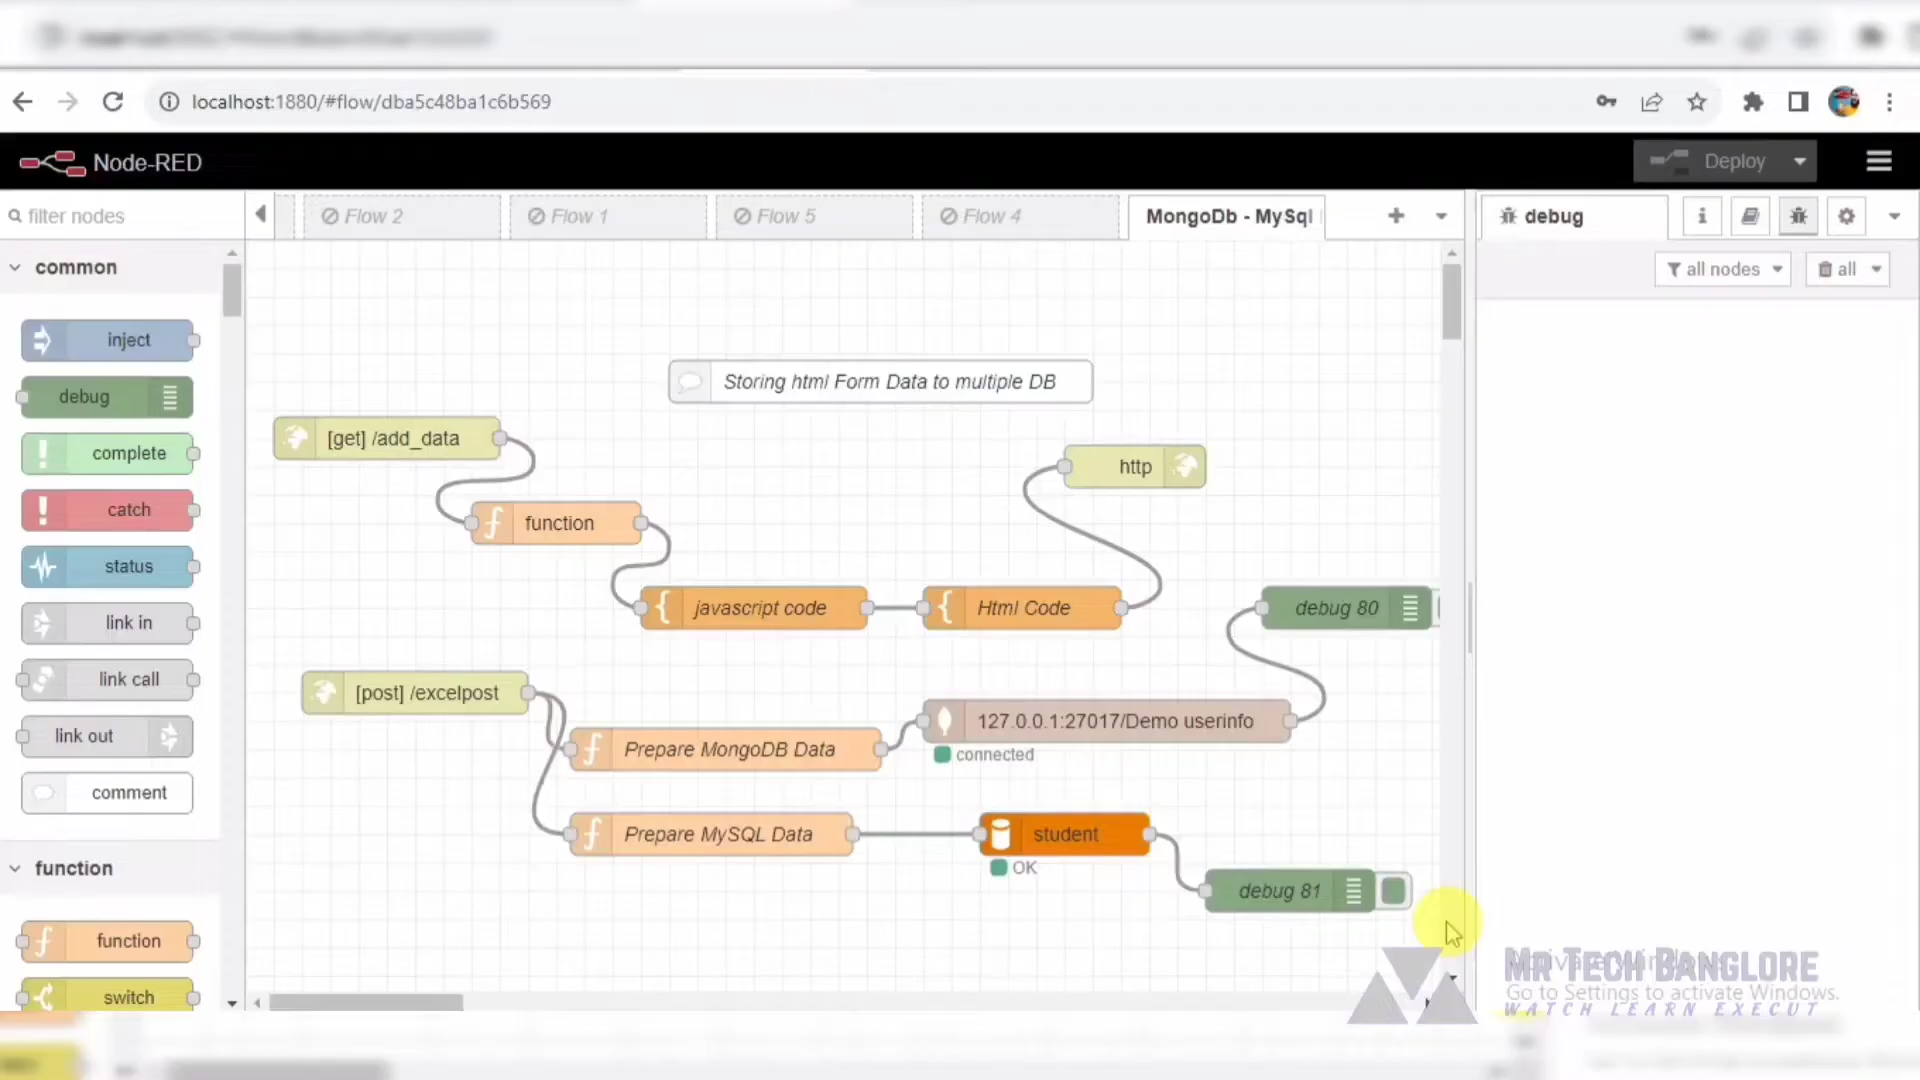 localhost:1880/#flow/dba5c48ba1c6b569
Node-RED
Deploy
filter nodes
Flow 2
Flow 1
Flow 5
Flow 4
MongoDb - MySql
debug
all nodes
all
common
inject
debug
complete
catch
status
link in
link call
link out
comment
function
function
switch
Storing html Form Data to multiple DB
[get] /add_data
http
function
javascript code
Html Code
debug 80
[post] /excelpost
127.0.0.1:27017/Demo userinfo
connected
Prepare MongoDB Data
Prepare MySQL Data
student
OK
debug 81
Mr Tech Banglore
Go to Settings to activate Windows.
WATCH LEARN EXECUT